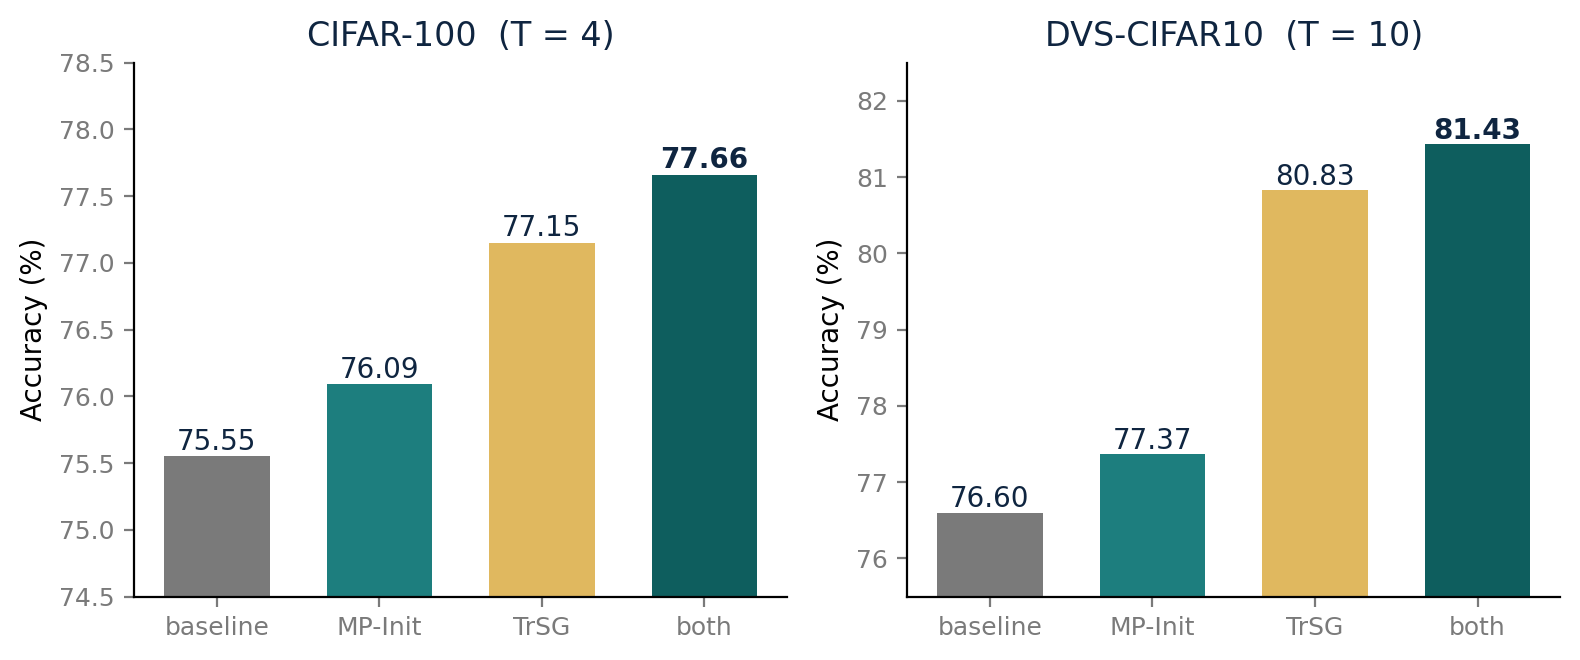 CIFAR-100 (T = 4)
Accuracy (%)
78.5
78.0
77.5
77.0
76.5
76.0
75.5
75.0
74.5
75.55
76.09
77.15
77.66
baseline
MP-Init
TrSG
both
DVS-CIFAR10 (T = 10)
Accuracy (%)
82
81
80
79
78
77
76
76.60
77.37
80.83
81.43
baseline
MP-Init
TrSG
both